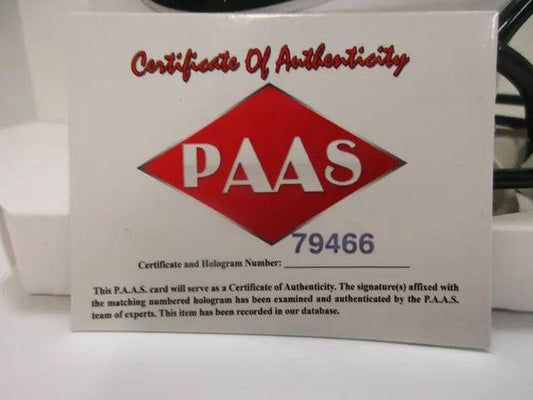 Certificate Of Authenticity
PAAS
79466
Certificate and Hologram Number:
This P.A.A.S. card will serve as a Certificate of Authenticity. The signature(s) affixed with
the matching numbered hologram has been examined and authenticated by the P.A.A.S.
team of experts. This item has been recorded in our database.